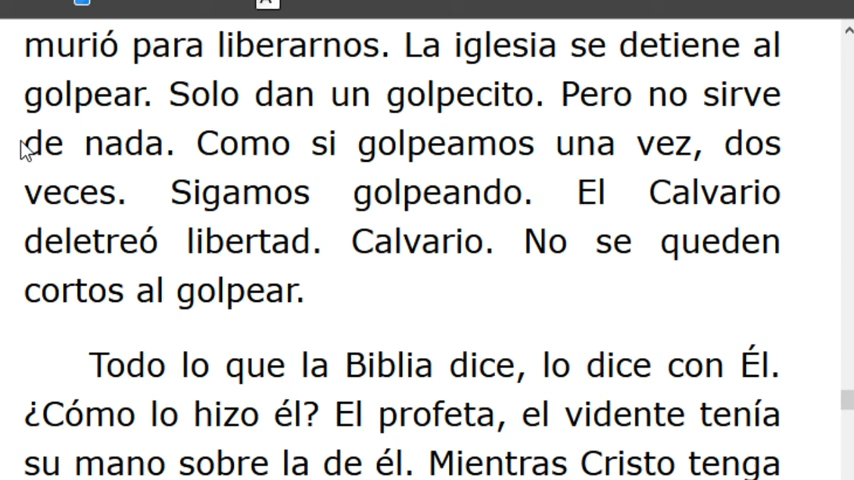 murió para liberarnos. La iglesia se detiene al
golpear. Solo dan un golpecito. Pero no sirve
de nada. Como si golpeamos una vez, dos
veces. Sigamos golpeando. El Calvario
deletreó libertad. Calvario. No se queden
cortos al golpear.
Todo lo que la Biblia dice, lo dice con Él.
¿Cómo lo hizo él? El profeta, el vidente tenía
su mano sobre la de él. Mientras Cristo tenga